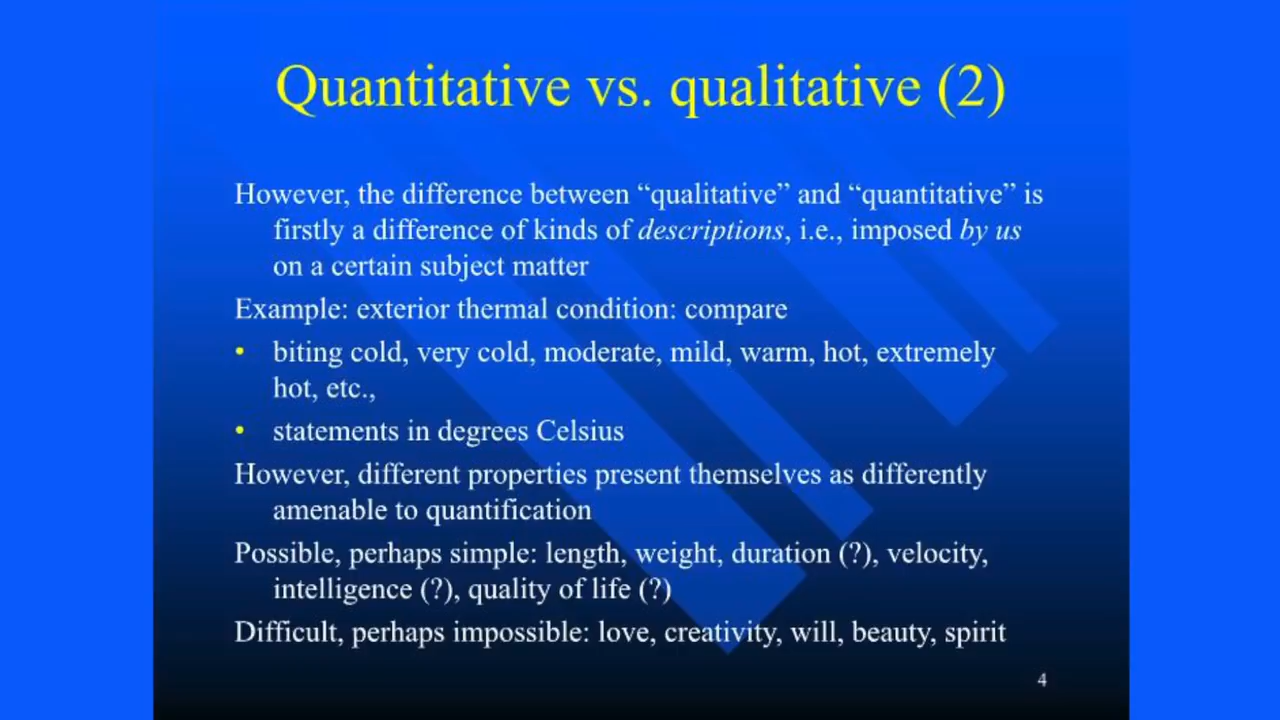 Quantitative vs. qualitative (2)
However, the difference between “qualitative” and “quantitative” is
firstly a difference of kinds of descriptions, i.e., imposed by us
on a certain subject matter
Example: exterior thermal condition: compare
• biting cold, very cold, moderate, mild, warm, hot, extremely
hot, etc.,
• statements in degrees Celsius
However, different properties present themselves as differently
amenable to quantification
Possible, perhaps simple: length, weight, duration (?), velocity,
intelligence (?), quality of life (?)
Difficult, perhaps impossible: love, creativity, will, beauty, spirit
4